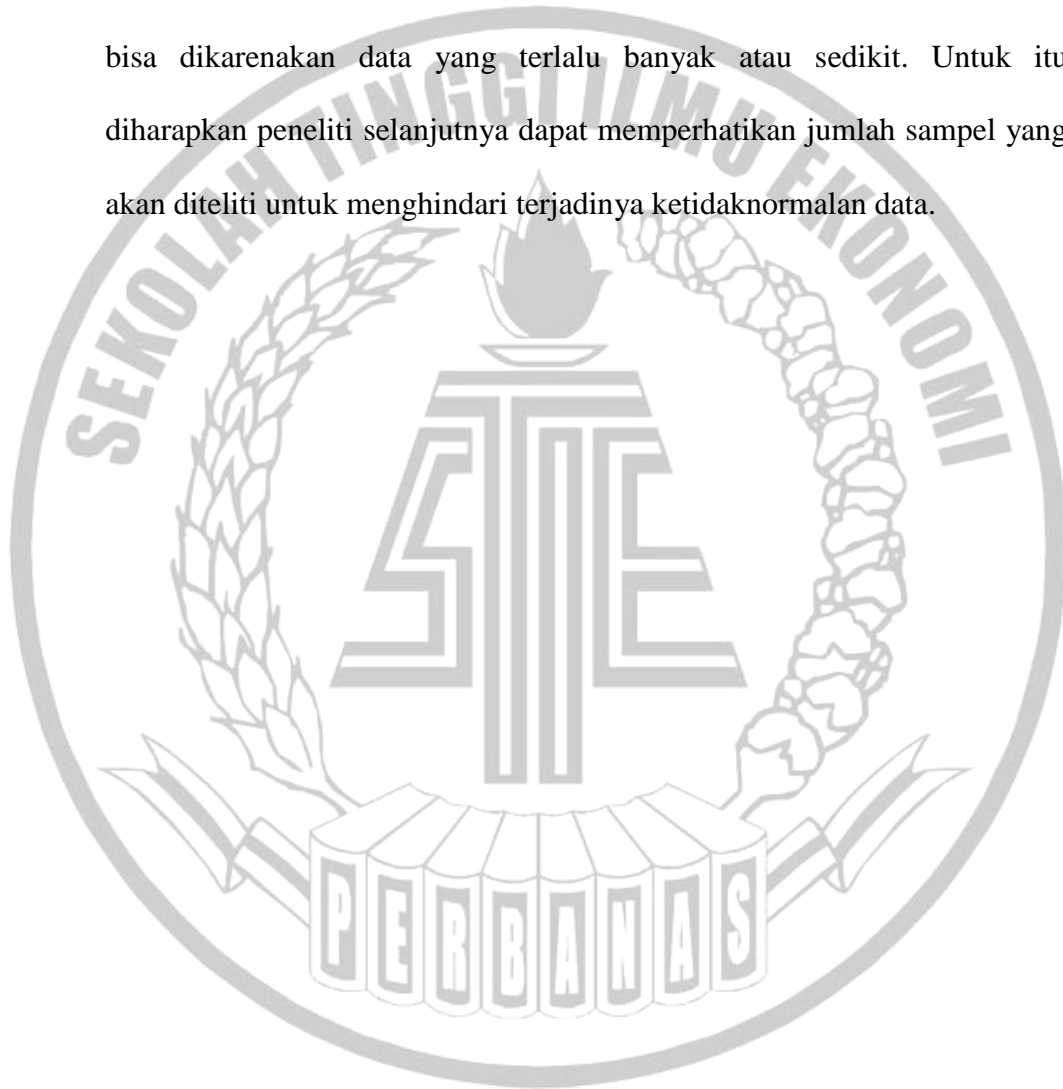 bisa dikarenakan data yang terlalu banyak atau sedikit. Untuk itu
diharapkan peneliti selanjutnya dapat memperhatikan jumlah sampel yang
akan diteliti untuk menghindari terjadinya ketidaknormalan data.
SEKOLAH TINGGI ILMU EKONOMI
STIE
PERBANAS